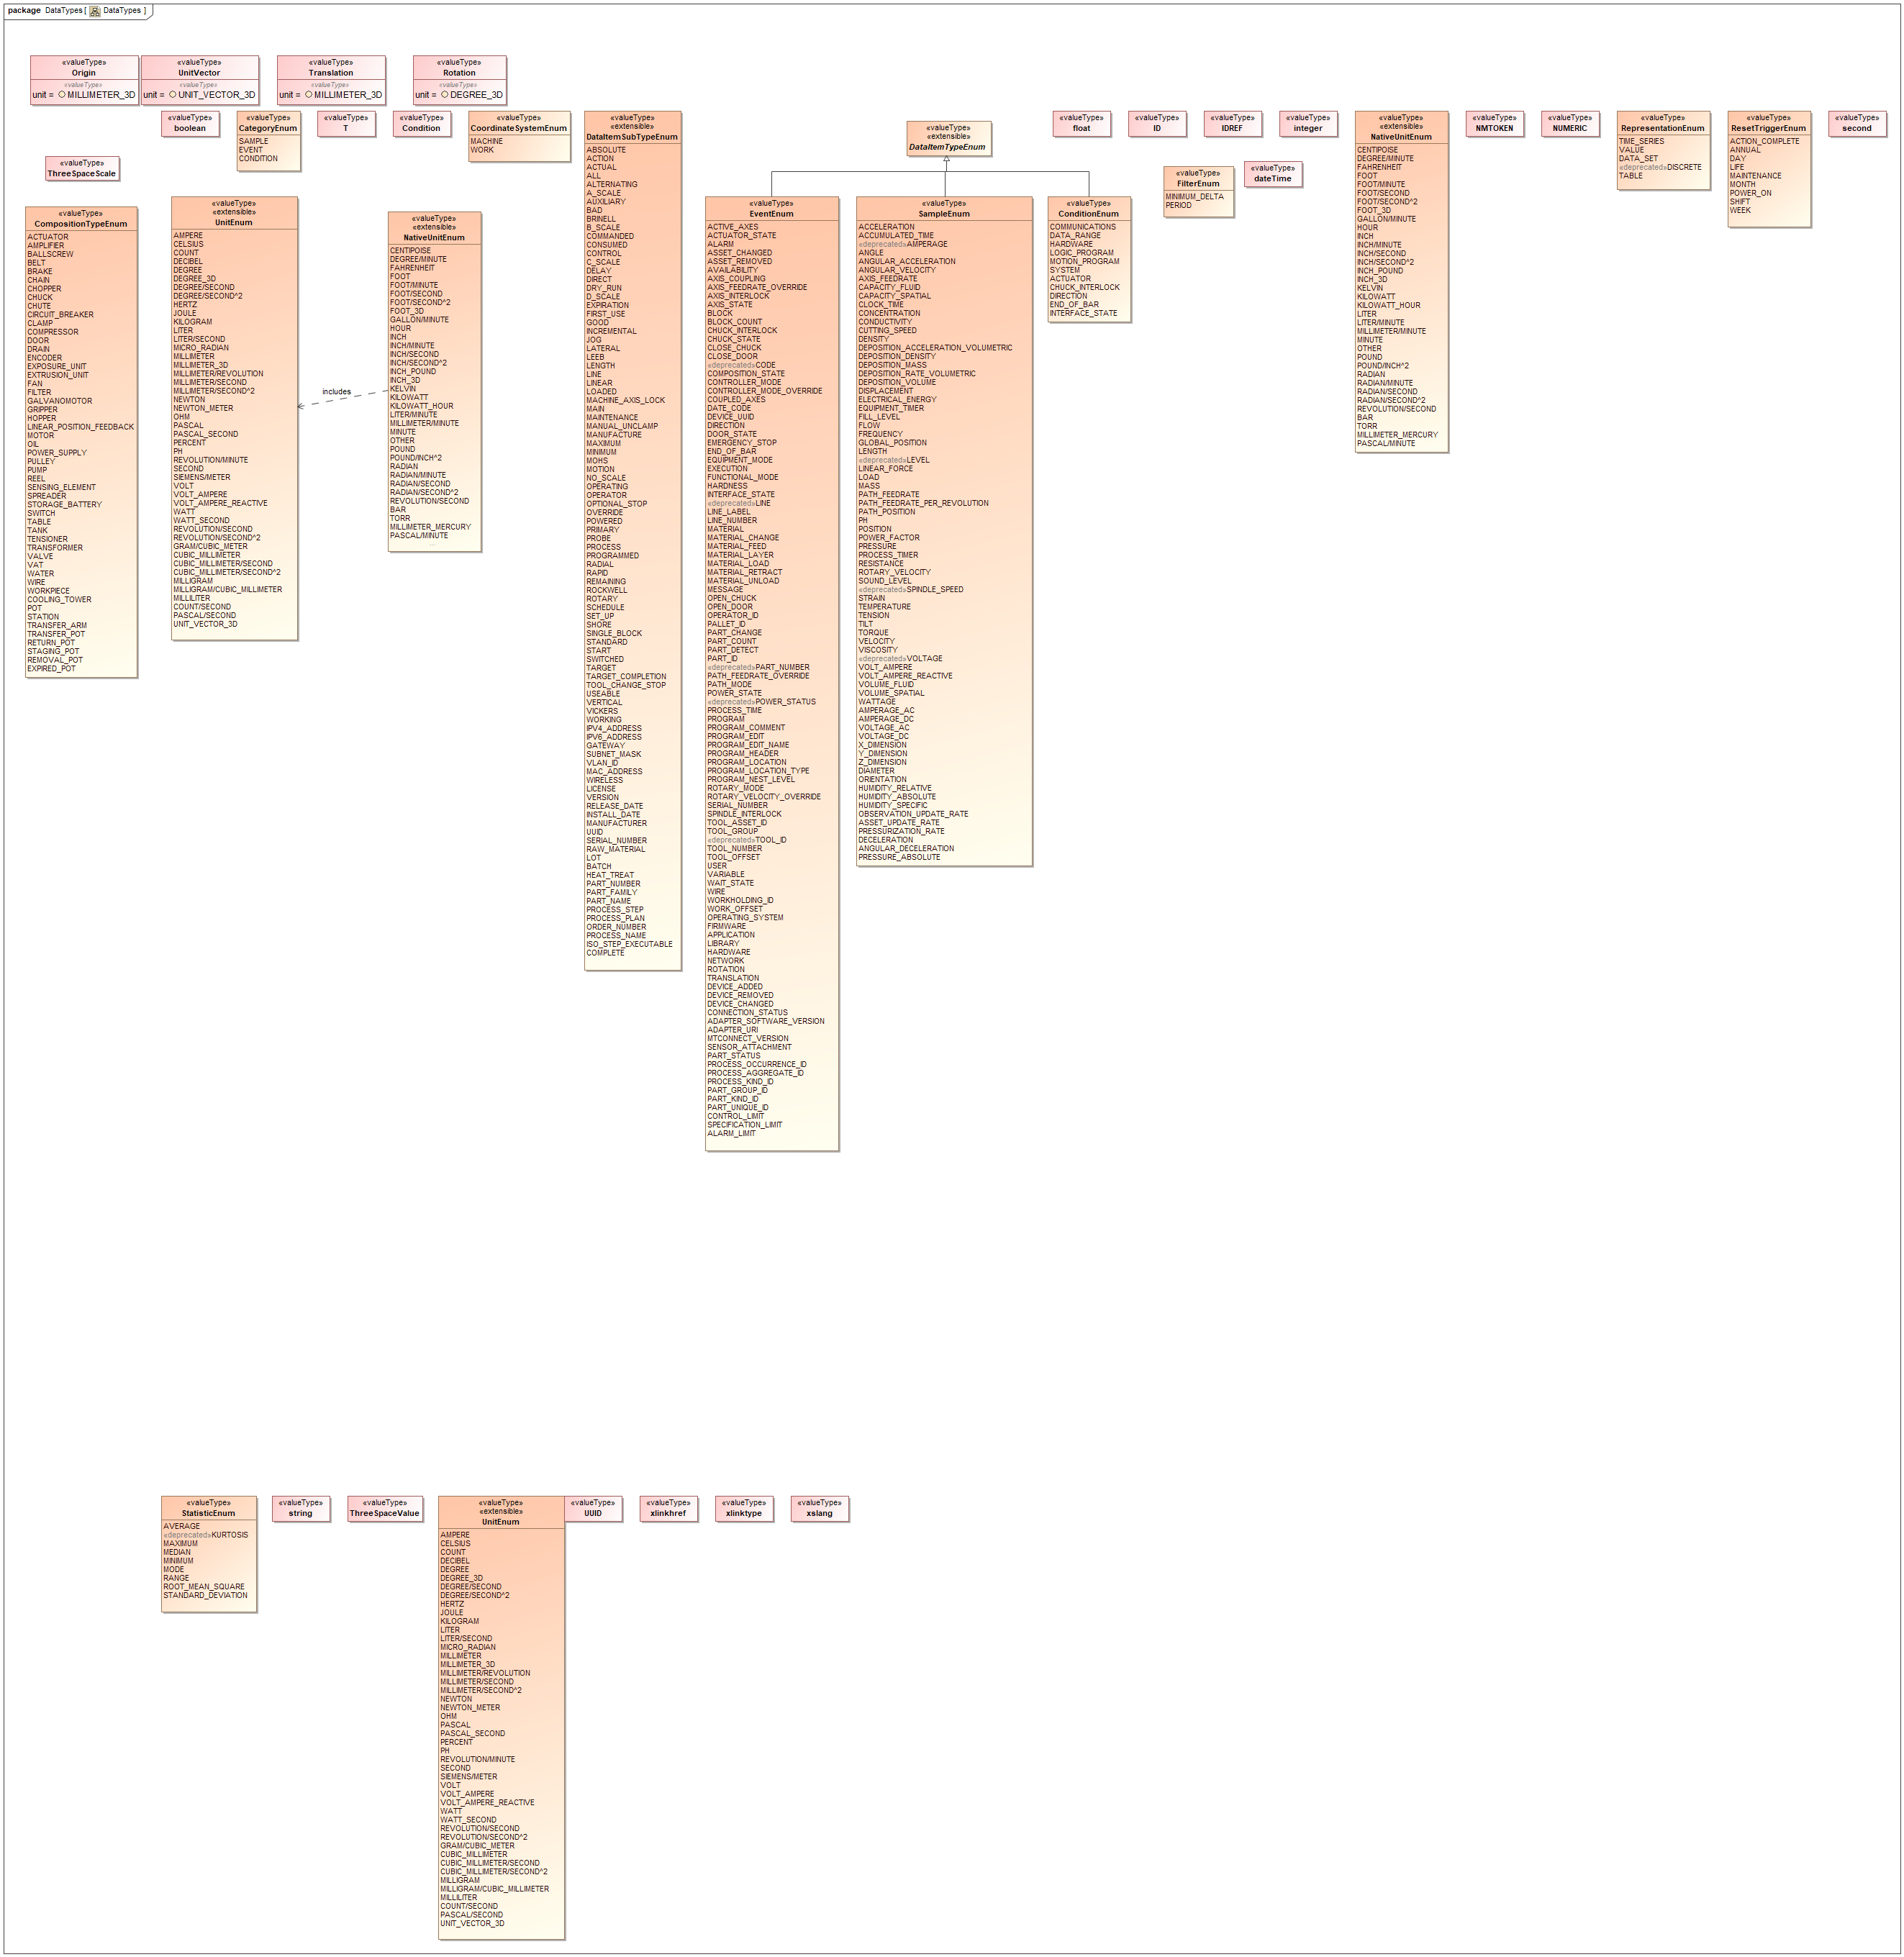 package DataTypes [ DataTypes ]
«valueType»
Origin
«valueType»
unit = MILLIMETER_3D
«valueType»
UnitVector
«valueType»
unit = UNIT_VECTOR_3D
«valueType»
Translation
«valueType»
unit = MILLIMETER_3D
«valueType»
Rotation
«valueType»
unit = DEGREE_3D
«valueType»
boolean
«valueType»
CategoryEnum
SAMPLE
EVENT
CONDITION
«valueType»
T
«valueType»
Condition
«valueType»
CoordinateSystemEnum
MACHINE
WORK
«valueType»
ThreeSpaceScale
«valueType»
CompositionTypeEnum
ACTUATOR
AMPLIFIER
BALLSCREW
BELT
BRAKE
CHAIN
CHOPPER
CHUCK
CHUTE
CIRCUIT_BREAKER
CLAMP
COMPRESSOR
DOOR
DRAIN
ENCODER
EXPOSURE_UNIT
EXTRUSION_UNIT
FAN
FILTER
GALVANOMOTOR
GRIPPER
HOPPER
LINEAR_POSITION_FEEDBACK
MOTOR
OIL
POWER_SUPPLY
PULLEY
PUMP
REEL
SENSING_ELEMENT
SPREADER
STORAGE_BATTERY
SWITCH
TABLE
TANK
TENSIONER
TRANSFORMER
VALVE
VAT
WATER
WIRE
WORKPIECE
COOLING_TOWER
POT
STATION
TRANSFER_ARM
TRANSFER_POT
RETURN_POT
STAGING_POT
REMOVAL_POT
EXPIRED_POT
«valueType»
«extensible»
UnitEnum
AMPERE
CELSIUS
COUNT
DECIBEL
DEGREE
DEGREE_3D
DEGREE/SECOND
DEGREE/SECOND^2
HERTZ
JOULE
KILOGRAM
LITER
LITER/SECOND
MICRO_RADIAN
MILLIMETER
MILLIMETER_3D
MILLIMETER/REVOLUTION
MILLIMETER/SECOND
MILLIMETER/SECOND^2
NEWTON
NEWTON_METER
OHM
PASCAL
PASCAL_SECOND
PERCENT
PH
REVOLUTION/MINUTE
SECOND
SIEMENS/METER
VOLT
VOLT_AMPERE
VOLT_AMPERE_REACTIVE
WATT
WATT_SECOND
REVOLUTION/SECOND
REVOLUTION/SECOND^2
GRAM/CUBIC_METER
CUBIC_MILLIMETER
CUBIC_MILLIMETER/SECOND
CUBIC_MILLIMETER/SECOND^2
MILLIGRAM
MILLIGRAM/CUBIC_MILLIMETER
MILLILITER
COUNT/SECOND
PASCAL/SECOND
UNIT_VECTOR_3D
includes
«valueType»
«extensible»
NativeUnitEnum
CENTIPOISE
DEGREE/MINUTE
FAHRENHEIT
FOOT
FOOT/MINUTE
FOOT/SECOND
FOOT/SECOND^2
FOOT_3D
GALLON/MINUTE
HOUR
INCH
INCH/MINUTE
INCH/SECOND
INCH/SECOND^2
INCH_POUND
INCH_3D
KELVIN
KILOWATT
KILOWATT_HOUR
LITER/MINUTE
MILLIMETER/MINUTE
MINUTE
OTHER
POUND
POUND/INCH^2
RADIAN
RADIAN/MINUTE
RADIAN/SECOND
RADIAN/SECOND^2
REVOLUTION/SECOND
BAR
TORR
MILLIMETER_MERCURY
PASCAL/MINUTE
«valueType»
«extensible»
DataItemSubTypeEnum
ABSOLUTE
ACTION
ACTUAL
ALL
ALTERNATING
A_SCALE
AUXILIARY
BAD
BRINELL
B_SCALE
COMMANDED
CONSUMED
CONTROL
C_SCALE
DELAY
DIRECT
DRY_RUN
D_SCALE
EXPIRATION
FIRST_USE
GOOD
INCREMENTAL
JOG
LATERAL
LEEB
LENGTH
LINE
LINEAR
LOADED
MACHINE_AXIS_LOCK
MAIN
MAINTENANCE
MANUAL_UNCLAMP
MANUFACTURE
MAXIMUM
MINIMUM
MOHS
MOTION
NO_SCALE
OPERATING
OPERATOR
OPTIONAL_STOP
OVERRIDE
POWERED
PRIMARY
PROBE
PROCESS
PROGRAMMED
RADIAL
RAPID
REMAINING
ROCKWELL
ROTARY
SCHEDULE
SET_UP
SHORE
SINGLE_BLOCK
STANDARD
START
SWITCHED
TARGET
TARGET_COMPLETION
TOOL_CHANGE_STOP
USEABLE
VERTICAL
VICKERS
WORKING
IPV4_ADDRESS
IPV6_ADDRESS
GATEWAY
SUBNET_MASK
VLAN_ID
MAC_ADDRESS
WIRELESS
LICENSE
VERSION
RELEASE_DATE
INSTALL_DATE
MANUFACTURER
UUID
SERIAL_NUMBER
RAW_MATERIAL
LOT
BATCH
HEAT_TREAT
PART_NUMBER
PART_FAMILY
PART_NAME
PROCESS_STEP
PROCESS_PLAN
ORDER_NUMBER
PROCESS_NAME
ISO_STEP_EXECUTABLE
COMPLETE
«valueType»
«extensible»
DataItemTypeEnum
«valueType»
EventEnum
ACTIVE_AXES
ACTUATOR_STATE
ALARM
ASSET_CHANGED
ASSET_REMOVED
AVAILABILITY
AXIS_COUPLING
AXIS_FEEDRATE_OVERRIDE
AXIS_INTERLOCK
AXIS_STATE
BLOCK
BLOCK_COUNT
CHUCK_INTERLOCK
CHUCK_STATE
CLOSE_CHUCK
CLOSE_DOOR
«deprecated»CODE
COMPOSITION_STATE
CONTROLLER_MODE
CONTROLLER_MODE_OVERRIDE
COUPLED_AXES
DATE_CODE
DEVICE_UUID
DIRECTION
DOOR_STATE
EMERGENCY_STOP
END_OF_BAR
EQUIPMENT_MODE
EXECUTION
FUNCTIONAL_MODE
HARDNESS
INTERFACE_STATE
«deprecated»LINE
LINE_LABEL
LINE_NUMBER
MATERIAL
MATERIAL_CHANGE
MATERIAL_FEED
MATERIAL_LAYER
MATERIAL_LOAD
MATERIAL_RETRACT
MATERIAL_UNLOAD
MESSAGE
OPEN_CHUCK
OPEN_DOOR
OPERATOR_ID
PALLET_ID
PART_CHANGE
PART_COUNT
PART_DETECT
PART_ID
«deprecated»PART_NUMBER
PATH_FEEDRATE_OVERRIDE
PATH_MODE
POWER_STATE
«deprecated»POWER_STATUS
PROCESS_TIME
PROGRAM
PROGRAM_COMMENT
PROGRAM_EDIT
PROGRAM_EDIT_NAME
PROGRAM_HEADER
PROGRAM_LOCATION
PROGRAM_LOCATION_TYPE
PROGRAM_NEST_LEVEL
ROTARY_MODE
ROTARY_VELOCITY_OVERRIDE
SERIAL_NUMBER
SPINDLE_INTERLOCK
TOOL_ASSET_ID
TOOL_GROUP
«deprecated»TOOL_ID
TOOL_NUMBER
TOOL_OFFSET
USER
VARIABLE
WAIT_STATE
WIRE
WORKHOLDING_ID
WORK_OFFSET
OPERATING_SYSTEM
FIRMWARE
APPLICATION
LIBRARY
HARDWARE
NETWORK
ROTATION
TRANSLATION
DEVICE_ADDED
DEVICE_REMOVED
DEVICE_CHANGED
CONNECTION_STATUS
ADAPTER_SOFTWARE_VERSION
ADAPTER_URI
MTCONNECT_VERSION
SENSOR_ATTACHMENT
PART_STATUS
PROCESS_OCCURRENCE_ID
PROCESS_AGGREGATE_ID
PROCESS_KIND_ID
PART_GROUP_ID
PART_KIND_ID
PART_UNIQUE_ID
CONTROL_LIMIT
SPECIFICATION_LIMIT
ALARM_LIMIT
«valueType»
SampleEnum
ACCELERATION
ACCUMULATED_TIME
«deprecated»AMPERAGE
ANGLE
ANGULAR_ACCELERATION
ANGULAR_VELOCITY
AXIS_FEEDRATE
CAPACITY_FLUID
CAPACITY_SPATIAL
CLOCK_TIME
CONCENTRATION
CONDUCTIVITY
CUTTING_SPEED
DENSITY
DEPOSITION_ACCELERATION_VOLUMETRIC
DEPOSITION_DENSITY
DEPOSITION_MASS
DEPOSITION_RATE_VOLUMETRIC
DEPOSITION_VOLUME
DISPLACEMENT
ELECTRICAL_ENERGY
EQUIPMENT_TIMER
FILL_LEVEL
FLOW
FREQUENCY
GLOBAL_POSITION
LENGTH
«deprecated»LEVEL
LINEAR_FORCE
LOAD
MASS
PATH_FEEDRATE
PATH_FEEDRATE_PER_REVOLUTION
PATH_POSITION
PH
POSITION
POWER_FACTOR
PRESSURE
PROCESS_TIMER
RESISTANCE
ROTARY_VELOCITY
SOUND_LEVEL
«deprecated»SPINDLE_SPEED
STRAIN
TEMPERATURE
TENSION
TILT
TORQUE
VELOCITY
VISCOSITY
«deprecated»VOLTAGE
VOLT_AMPERE
VOLT_AMPERE_REACTIVE
VOLUME_FLUID
VOLUME_SPATIAL
WATTAGE
AMPERAGE_AC
AMPERAGE_DC
VOLTAGE_AC
VOLTAGE_DC
X_DIMENSION
Y_DIMENSION
Z_DIMENSION
DIAMETER
ORIENTATION
HUMIDITY_RELATIVE
HUMIDITY_ABSOLUTE
HUMIDITY_SPECIFIC
OBSERVATION_UPDATE_RATE
ASSET_UPDATE_RATE
PRESSURIZATION_RATE
DECELERATION
ANGULAR_DECELERATION
PRESSURE_ABSOLUTE
«valueType»
ConditionEnum
COMMUNICATIONS
DATA_RANGE
HARDWARE
LOGIC_PROGRAM
MOTION_PROGRAM
SYSTEM
ACTUATOR
CHUCK_INTERLOCK
DIRECTION
END_OF_BAR
INTERFACE_STATE
«valueType»
float
«valueType»
ID
«valueType»
IDREF
«valueType»
integer
«valueType»
FilterEnum
MINIMUM_DELTA
PERIOD
«valueType»
dateTime
«valueType»
«extensible»
NativeUnitEnum
CENTIPOISE
DEGREE/MINUTE
FAHRENHEIT
FOOT
FOOT/MINUTE
FOOT/SECOND
FOOT/SECOND^2
FOOT_3D
GALLON/MINUTE
HOUR
INCH
INCH/MINUTE
INCH/SECOND
INCH/SECOND^2
INCH_POUND
INCH_3D
KELVIN
KILOWATT
KILOWATT_HOUR
LITER
LITER/MINUTE
MILLIMETER/MINUTE
MINUTE
OTHER
POUND
POUND/INCH^2
RADIAN
RADIAN/MINUTE
RADIAN/SECOND
RADIAN/SECOND^2
REVOLUTION/SECOND
BAR
TORR
MILLIMETER_MERCURY
PASCAL/MINUTE
«valueType»
NMTOKEN
«valueType»
NUMERIC
«valueType»
RepresentationEnum
TIME_SERIES
VALUE
DATA_SET
«deprecated»DISCRETE
TABLE
«valueType»
ResetTriggerEnum
ACTION_COMPLETE
ANNUAL
DAY
LIFE
MAINTENANCE
MONTH
POWER_ON
SHIFT
WEEK
«valueType»
second
«valueType»
StatisticEnum
AVERAGE
«deprecated»KURTOSIS
MAXIMUM
MEDIAN
MINIMUM
MODE
RANGE
ROOT_MEAN_SQUARE
STANDARD_DEVIATION
«valueType»
string
«valueType»
ThreeSpaceValue
«valueType»
«extensible»
UnitEnum
AMPERE
CELSIUS
COUNT
DECIBEL
DEGREE
DEGREE_3D
DEGREE/SECOND
DEGREE/SECOND^2
HERTZ
JOULE
KILOGRAM
LITER
LITER/SECOND
MICRO_RADIAN
MILLIMETER
MILLIMETER_3D
MILLIMETER/REVOLUTION
MILLIMETER/SECOND
MILLIMETER/SECOND^2
NEWTON
NEWTON_METER
OHM
PASCAL
PASCAL_SECOND
PERCENT
PH
REVOLUTION/MINUTE
SECOND
SIEMENS/METER
VOLT
VOLT_AMPERE
VOLT_AMPERE_REACTIVE
WATT
WATT_SECOND
REVOLUTION/SECOND
REVOLUTION/SECOND^2
GRAM/CUBIC_METER
CUBIC_MILLIMETER
CUBIC_MILLIMETER/SECOND
CUBIC_MILLIMETER/SECOND^2
MILLIGRAM
MILLIGRAM/CUBIC_MILLIMETER
MILLILITER
COUNT/SECOND
PASCAL/SECOND
UNIT_VECTOR_3D
«valueType»
UUID
«valueType»
xlinkhref
«valueType»
xlinktype
«valueType»
xslang